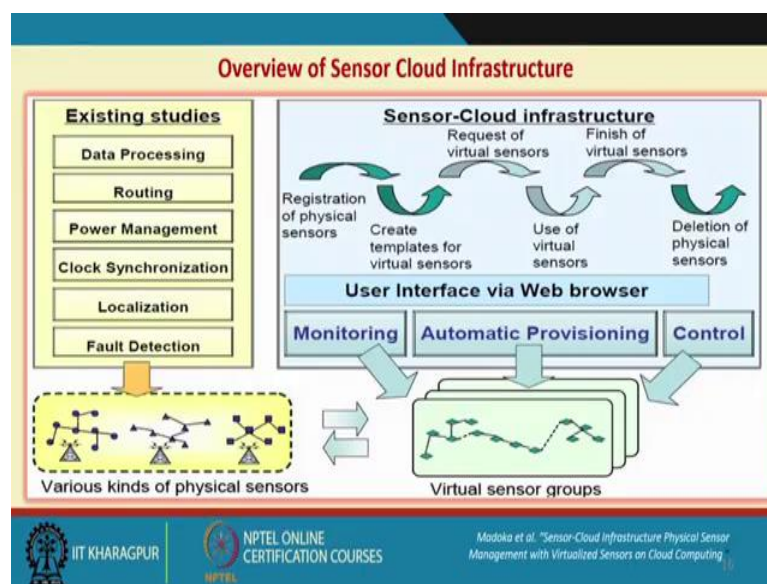 Overview of Sensor Cloud Infrastructure
Existing studies
Data Processing
Routing
Power Management
Clock Synchronization
Localization
Fault Detection
Sensor-Cloud infrastructure
Request of
virtual sensors
Finish of
virtual sensors
Registration
of physical
sensors
Create
templates for
virtual sensors
Use of
virtual
sensors
Deletion of
physical
sensors
User Interface via Web browser
Monitoring
Automatic Provisioning
Control
Various kinds of physical sensors
Virtual sensor groups
IIT KHARAGPUR
NPTEL
NPTEL ONLINE
CERTIFICATION COURSES
Madoka et al. "Sensor-Cloud Infrastructure Physical Sensor
Management with Virtualized Sensors on Cloud Computing"